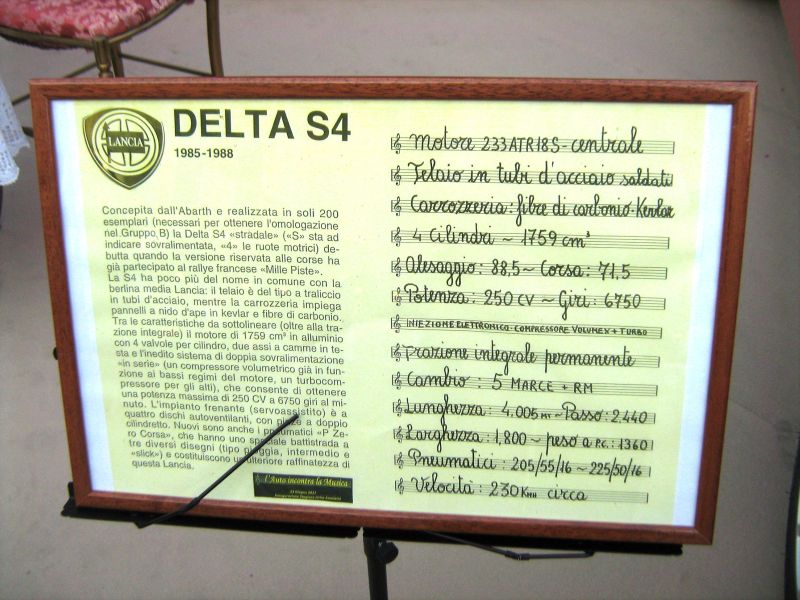 LANCIA
DELTA S4
1985-1988
Concepita dall'Abarth e realizzata in soli 200
esemplari (necessari per ottenere l'omologazione
nel Gruppo B) la Delta S4 «stradale» («S» sta ad
indicare sovralimentata, «4» le ruote motrici) de-
butta quando la versione riservata alle corse ha
già partecipato al rallye francese «Mille Piste».
La S4 ha poco più del nome in comune con la
berlina media Lancia: il telaio è del tipo a traliccio
in tubi d'acciaio, mentre la carrozzeria impiega
pannelli a nido d'ape in kevlar e fibre di carbonio.
Tra le caratteristiche da sottolineare (oltre alla tra-
zione integrale) il motore di 1759 cm³ in alluminio
con 4 valvole per cilindro, due assi a camme in te-
sta e l'inedito sistema di doppia sovralimentazione
«in serie» (un compressore volumetrico già in fun-
zione ai bassi regimi del motore, un turbocom-
pressore per gli alti), che consente di ottenere
una potenza massima di 250 CV a 6750 giri al mi-
nuto. L'impianto frenante (servoassistito) è a
quattro dischi autoventilanti, con pinze a doppio
cilindretto. Nuovi sono anche i pneumatici «P Ze-
ro Corsa», che hanno uno speciale battistrada a
tre diversi disegni (tipo pioggia, intermedio e
«slick») e costituiscono un'ulteriore raffinatezza di
questa Lancia.
l'Auto incontra la Musica
Motore 233 ATR 18 S - centrale
Telaio in tubi d'acciaio saldati
Carrozzeria: fibre di carbonio-Kevlar
4 Cilindri ~ 1759 cm³
Alesaggio: 88,5 ~ Corsa: 71,5
Potenza: 250 CV ~ Giri: 6750
INIEZIONE ELETTRONICA - COMPRESSORE VOLUMEX + TURBO
Trazione integrale permanente
Cambio: 5 MARCE + RM
Lunghezza: 4.005 mt ~ Passo: 2.440
Larghezza: 1,800 ~ peso a P.C.: 1360
Pneumatici: 205/55/16 ~ 225/50/16
Velocità: 230 Kmh circa